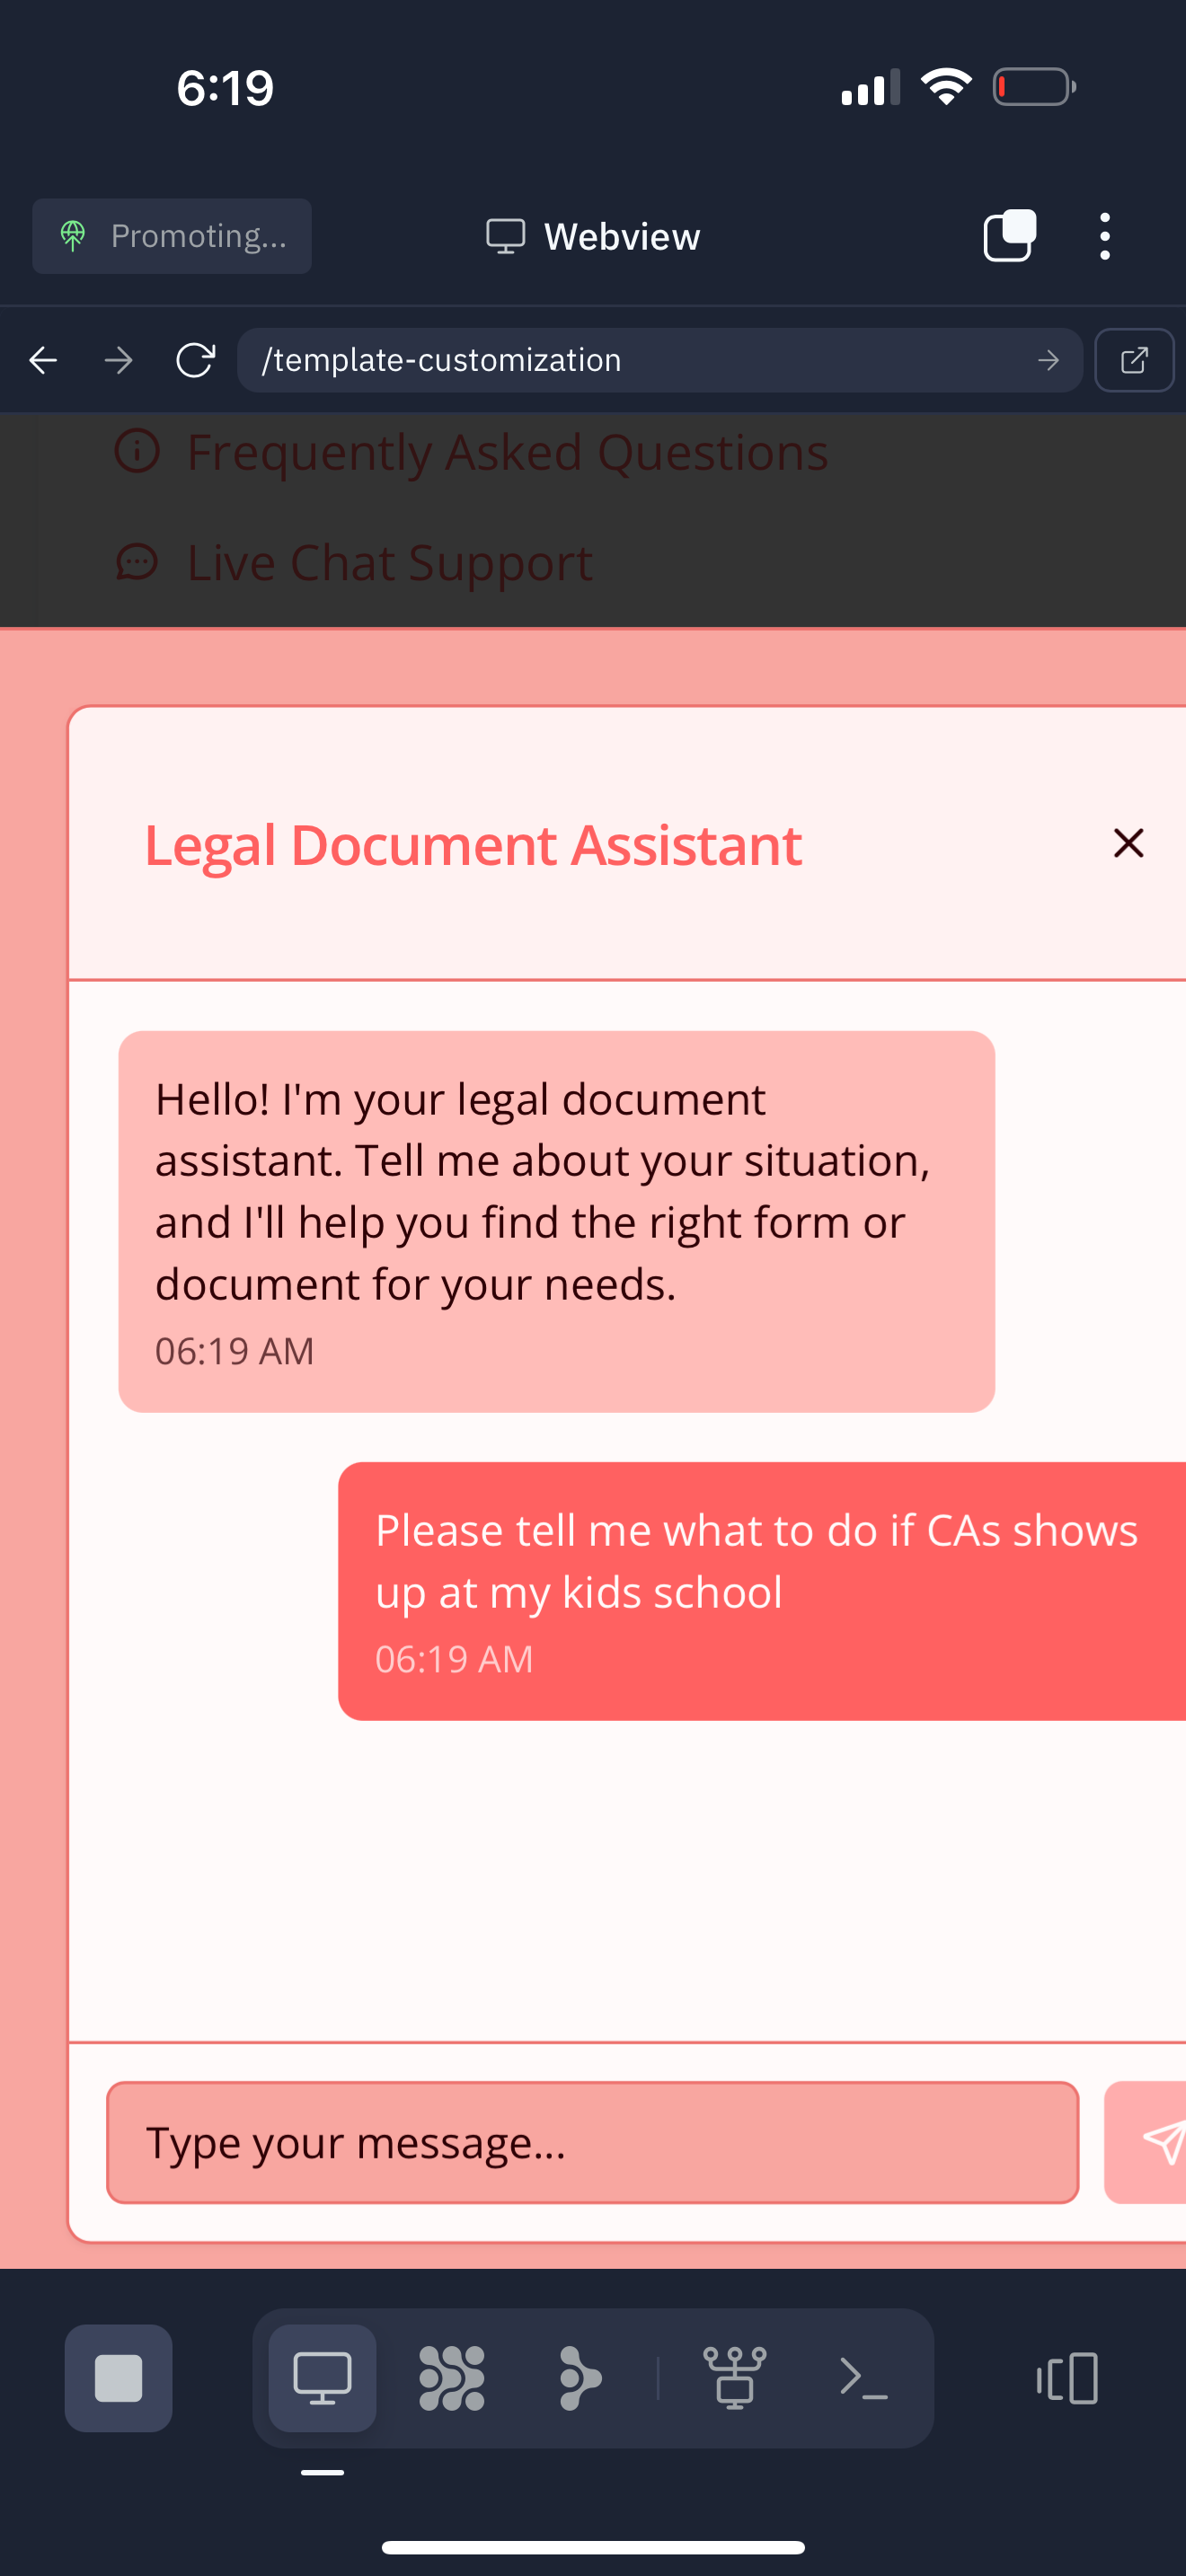 6:19
Promoting...
Webview
/template-customization
Frequently Asked Questions
Live Chat Support
Legal Document Assistant
Hello! I'm your legal document
assistant. Tell me about your situation,
and I'll help you find the right form or
document for your needs.
06:19 AM
Please tell me what to do if CAs shows
up at my kids school
06:19 AM
Type your message...